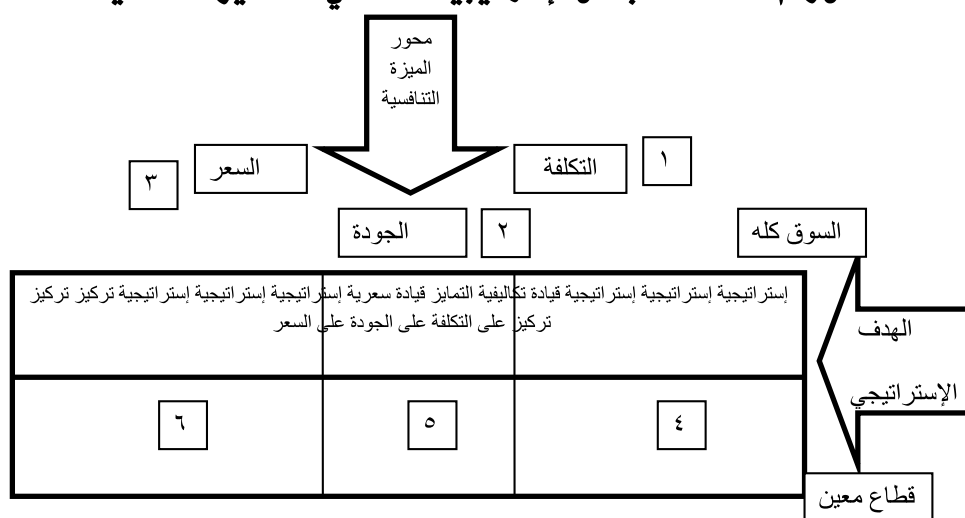 محور
الميزة
التنافسية
١
التكلفة
السعر
٣
٢
الجودة
السوق كله
إستراتيجية إستراتيجية إستراتيجية قيادة تكاليفية التمايز قيادة سعرية إستراتيجية إستراتيجية إستراتيجية تركيز تركيز
تركيز على التكلفة على الجودة على السعر
الهدف
الإستراتيجي
٤
٥
٦
قطاع معين